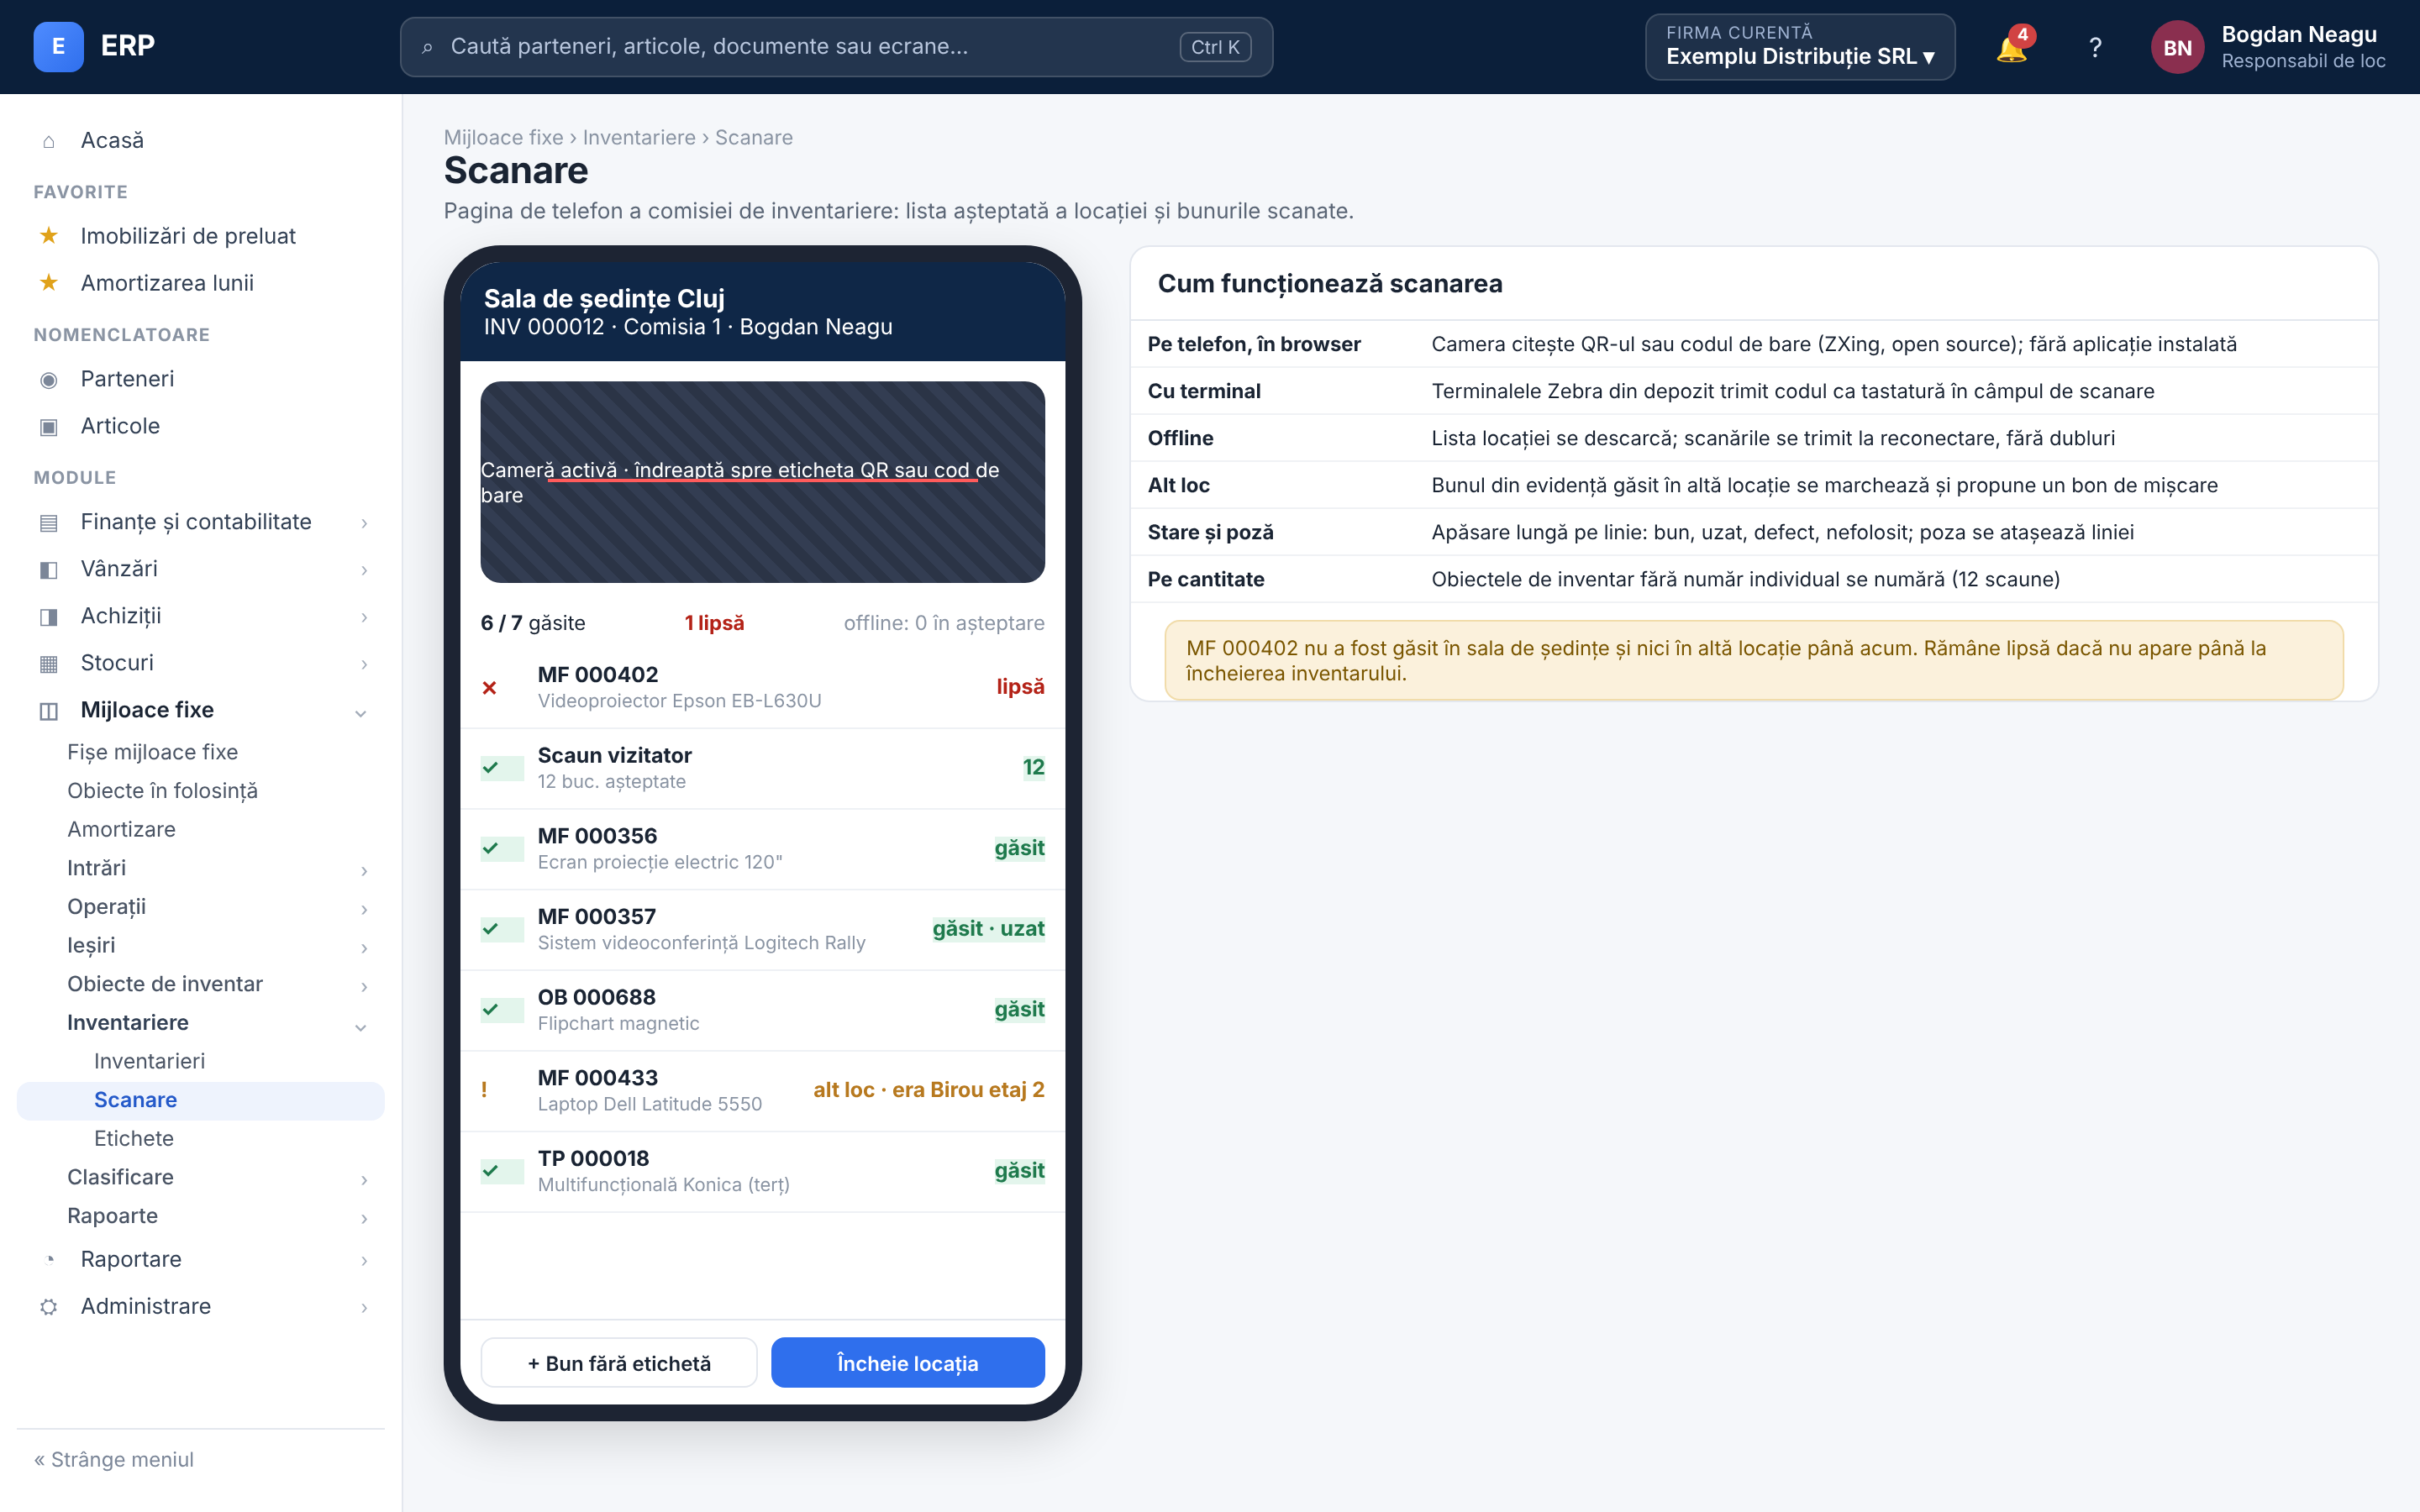 E ERP
Caută parteneri, articole, documente sau ecrane...
Ctrl K
FIRMA CURENTĂ
Exemplu Distribuție SRL ▾
4
?
BN
Bogdan Neagu
Responsabil de loc
Acasă
FAVORITE
★ Imobilizări de preluat
★ Amortizarea lunii
NOMENCLATOARE
Parteneri
Articole
MODULE
Finanțe și contabilitate ›
Vânzări ›
Achiziții ›
Stocuri ›
Mijloace fixe
Fișe mijloace fixe
Obiecte în folosință
Amortizare
Intrări ›
Operații ›
Ieșiri ›
Obiecte de inventar ›
Inventariere
Inventarieri
Scanare
Etichete
Clasificare ›
Rapoarte ›
Raportare ›
Administrare ›
« Strânge meniul
Mijloace fixe › Inventariere › Scanare
Scanare
Pagina de telefon a comisiei de inventariere: lista așteptată a locației și bunurile scanate.
Sala de ședințe Cluj
INV 000012 · Comisia 1 · Bogdan Neagu
Cameră activă · îndreaptă spre eticheta QR sau cod de
bare
6 / 7 găsite 1 lipsă offline: 0 în așteptare
✕ MF 000402 lipsă
Videoproiector Epson EB-L630U
✓ Scaun vizitator 12
12 buc. așteptate
✓ MF 000356 găsit
Ecran proiecție electric 120"
✓ MF 000357 găsit · uzat
Sistem videoconferință Logitech Rally
✓ OB 000688 găsit
Flipchart magnetic
! MF 000433 alt loc · era Birou etaj 2
Laptop Dell Latitude 5550
✓ TP 000018 găsit
Multifuncțională Konica (terț)
+ Bun fără etichetă
Încheie locația
Cum funcționează scanarea
Pe telefon, în browser Camera citește QR-ul sau codul de bare (ZXing, open source); fără aplicație instalată
Cu terminal Terminalele Zebra din depozit trimit codul ca tastatură în câmpul de scanare
Offline Lista locației se descarcă; scanările se trimit la reconectare, fără dubluri
Alt loc Bunul din evidență găsit în altă locație se marchează și propune un bon de mișcare
Stare și poză Apăsare lungă pe linie: bun, uzat, defect, nefolosit; poza se atașează liniei
Pe cantitate Obiectele de inventar fără număr individual se numără (12 scaune)
MF 000402 nu a fost găsit în sala de ședințe și nici în altă locație până acum. Rămâne lipsă dacă nu apare până la
încheierea inventarului.